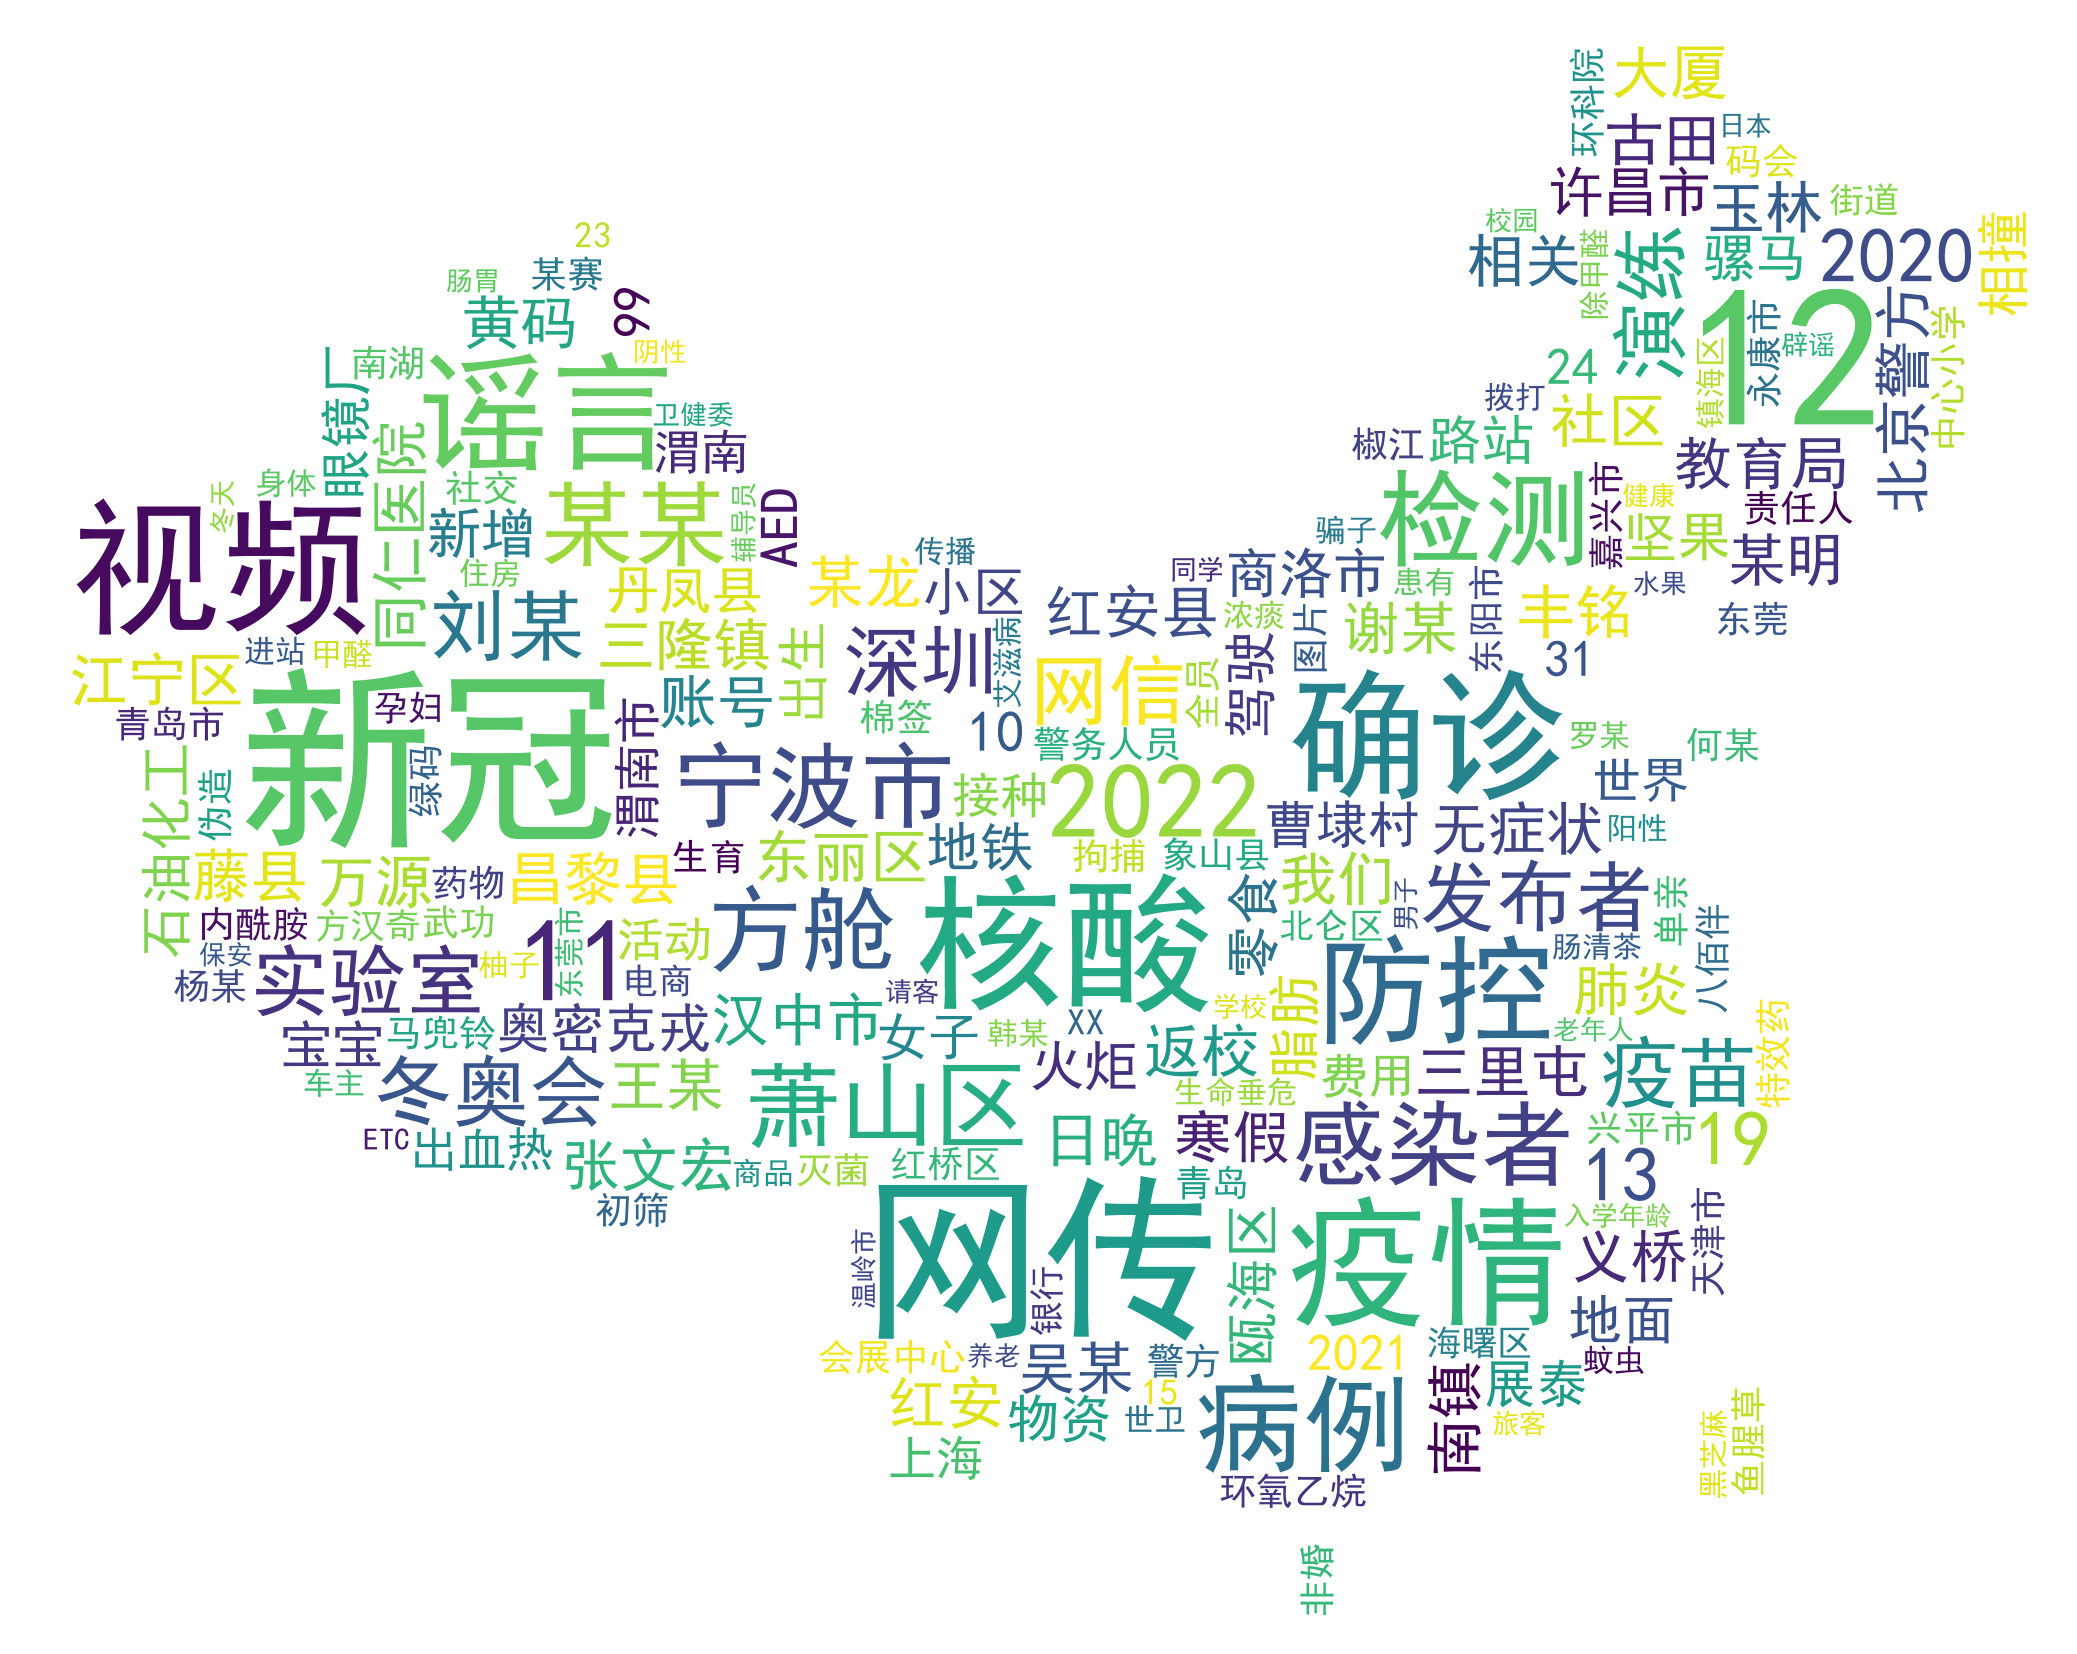 环科院
大厦
古田
日本
码会
许昌市
玉林
街道
校园
相关
除甲醛
演练
骡马
2020
相撞
23
肠胃
某赛
99
黄码
12
永康市
北京警方
中心小学
辟谣
镇海区
24
阴性
南湖
眼镜厂
谣言
同仁医院
卫健委
渭南
拨打
社区
椒江
路站
教育局
身体
冬天
社交
视频
某某
辅导员
AED
检测
嘉兴市
健康
责任人
新增
骗子
坚果
某明
传播
住房
丹凤县
某龙
小区
同学
商洛市
患有
东阳市
水果
刘某
红安县
浓痰
图片
谢某
丰铭
东莞
三隆镇
出生
深圳
艾滋病
进站
甲醛
江宁区
网信
全员
驾驶
31
新冠
孕妇
渭南市
账号
棉签
10
确诊
青岛市
警务人员
罗某
何某
石油化工
伪造
绿码
宁波市
接种
2022
世界
曹埭村
无症状
阳性
藤县
万源
药物
昌黎县
生育
东丽区
地铁
拘捕
象山县
我们
发布者
单亲
核酸
零食
男子
方舱
内酰胺
方汉奇
武功
11
东莞市
活动
北仑区
八佰伴
保安
杨某
实验室
柚子
电商
防控
肠清茶
肺炎
请客
学校
脂肪
特效药
宝宝
马兜铃
奥密克戎
汉中市
女子
韩某
XX
火炬
返校
老年人
三里屯
疫苗
车主
冬奥会
王某
萧山区
生命垂危
费用
ETC
出血热
张文宏
商品
灭菌
红桥区
日晚
寒假
感染者
兴平市
19
13
初筛
网传
青岛
疫情
入学年龄
天津市
瓯海区
义桥
温岭市
银行
地面
会展中心
养老
吴某
警方
2021
海曙区
蚊虫
红安
15
病例
南镇
展泰
物资
世卫
旅客
黑芝麻
鱼腥草
上海
环氧乙烷
非婚